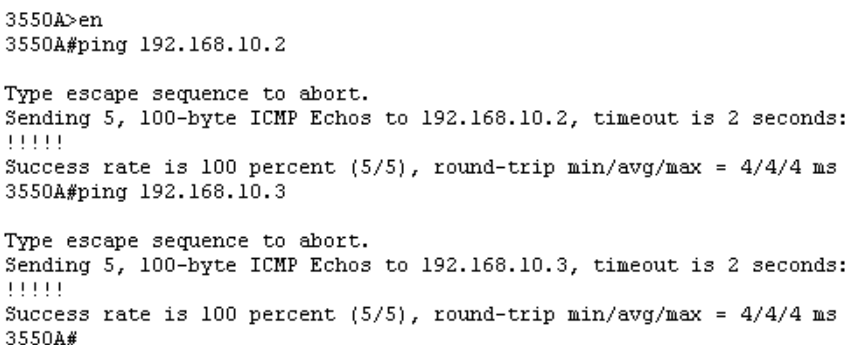 3550A>en
3550A#ping 192.168.10.2
Type escape sequence to abort.
Sending 5, 100-byte ICMP Echos to 192.168.10.2, timeout is 2 seconds:
!!!!!
Success rate is 100 percent (5/5), round-trip min/avg/max = 4/4/4 ms
3550A#ping 192.168.10.3
Type escape sequence to abort.
Sending 5, 100-byte ICMP Echos to 192.168.10.3, timeout is 2 seconds:
!!!!!
Success rate is 100 percent (5/5), round-trip min/avg/max = 4/4/4 ms
3550A#